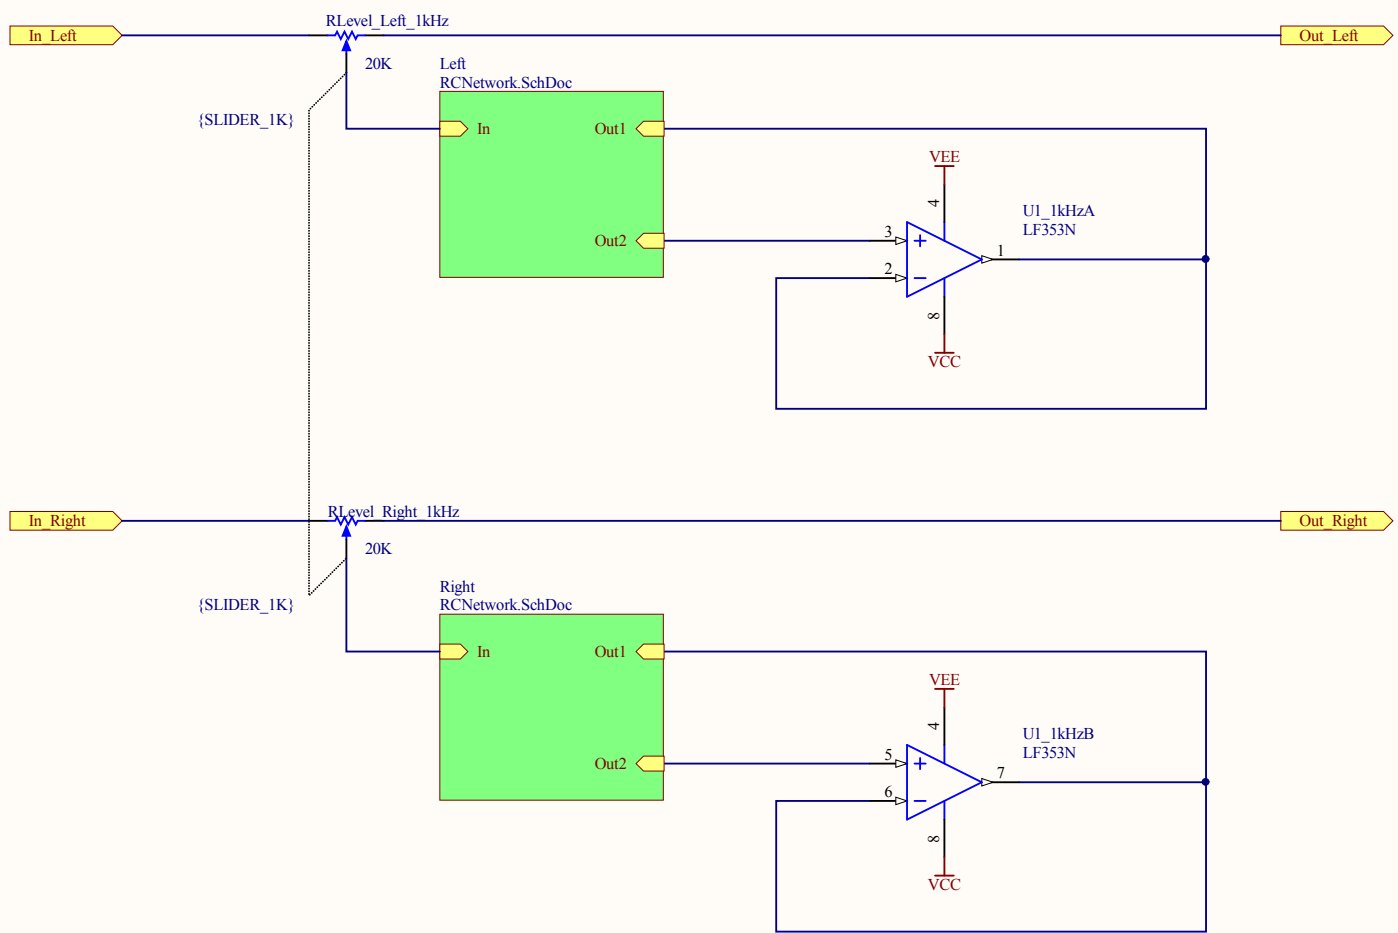 In_Left
RLevel_Left_1kHz
Out_Left
20K
Left
RCNetwork.SchDoc
{SLIDER_1K}
In
Out1
VEE
4
U1_1kHzA
LF353N
Out2
3
1
2
8
VCC
In_Right
RLevel_Right_1kHz
Out_Right
20K
Right
RCNetwork.SchDoc
{SLIDER_1K}
In
Out1
VEE
4
U1_1kHzB
LF353N
Out2
5
7
6
8
VCC